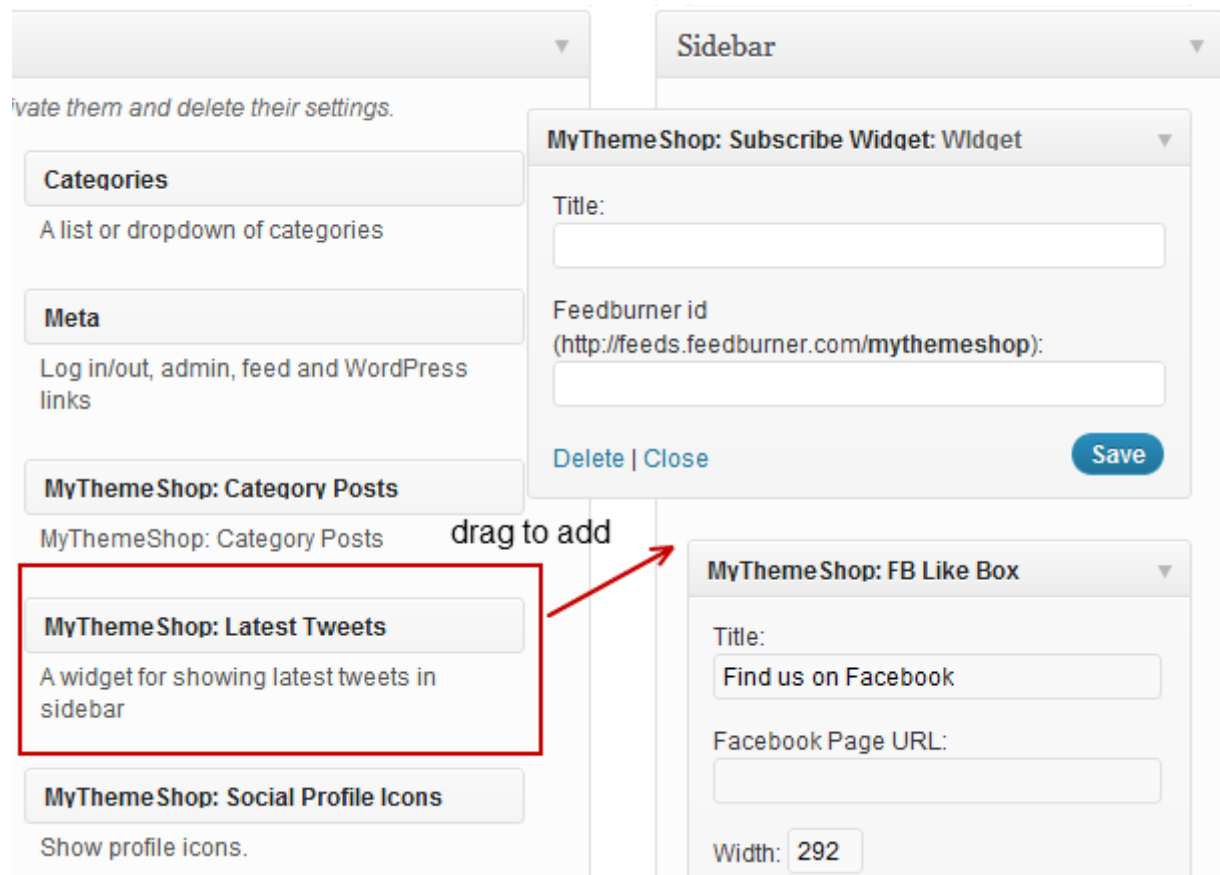 ivate them and delete their settings.
Categories
A list or dropdown of categories
Meta
Log in/out, admin, feed and WordPress
links
MyThemeShop: Category Posts
MyThemeShop: Category Posts
MyThemeShop: Latest Tweets
A widget for showing latest tweets in
sidebar
MyThemeShop: Social Profile Icons
Show profile icons.
drag to add
Sidebar
MyThemeShop: Subscribe Widget: WIdget
Title:
Feedburner id
(http://feeds.feedburner.com/mythemeshop):
Delete | Close
Save
MyThemeShop: FB Like Box
Title:
Find us on Facebook
Facebook Page URL:
Width: 292